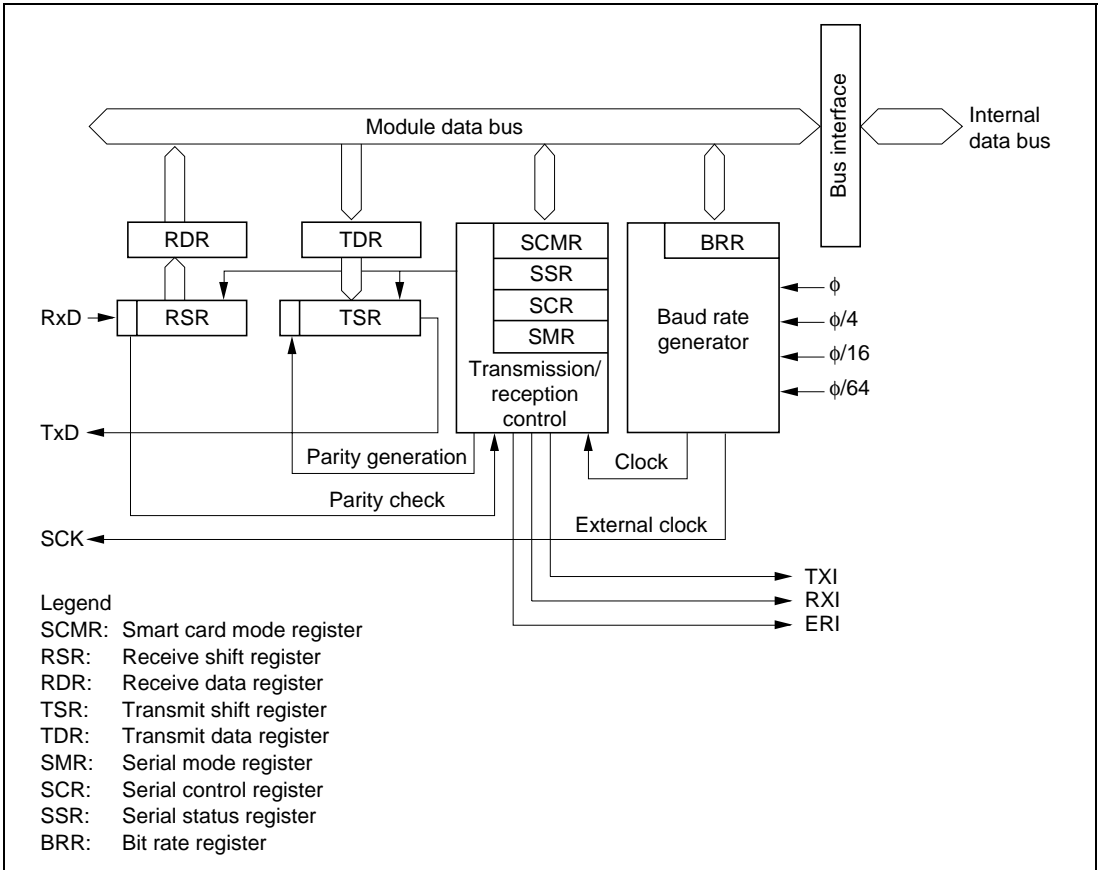 Module data bus
Bus interface
Internal
data bus
RDR
TDR
SCMR
SSR
SCR
SMR
Transmission/
reception
control
BRR
Baud rate
generator
ϕ
ϕ/4
ϕ/16
ϕ/64
RxD
RSR
TSR
TxD
Parity generation
Clock
Parity check
External clock
SCK
TXI
RXI
ERI
Legend
SCMR: Smart card mode register
RSR: Receive shift register
RDR: Receive data register
TSR: Transmit shift register
TDR: Transmit data register
SMR: Serial mode register
SCR: Serial control register
SSR: Serial status register
BRR: Bit rate register